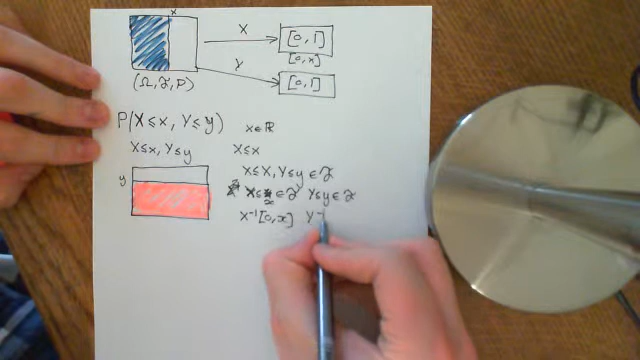 x
X [0,1]
[0,x]
Y [0,1]
(Ω, ℱ, P)
P(X ≤ x, Y ≤ y) x ∈ ℝ
X ≤ x, Y ≤ y X ≤ x
X ≤ x, Y ≤ y ∈ ℱ
y
X ≤ x ∈ ℱ Y ≤ y ∈ ℱ
X⁻¹[0,x] Y⁻